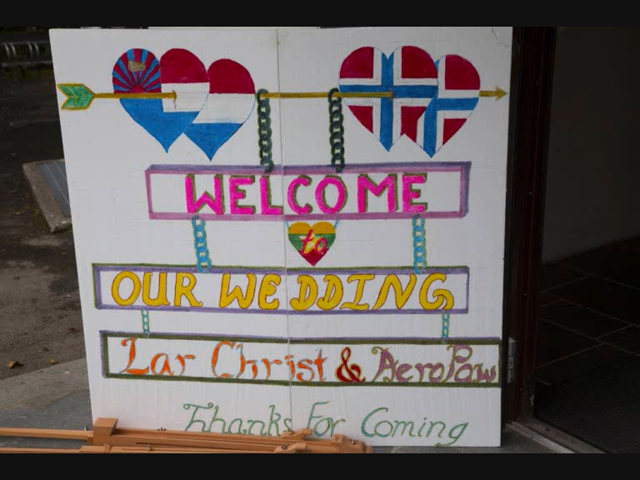 WELCOME
to
OUR WEDDING
Lar Christ & AeroPaw
Thanks For Coming